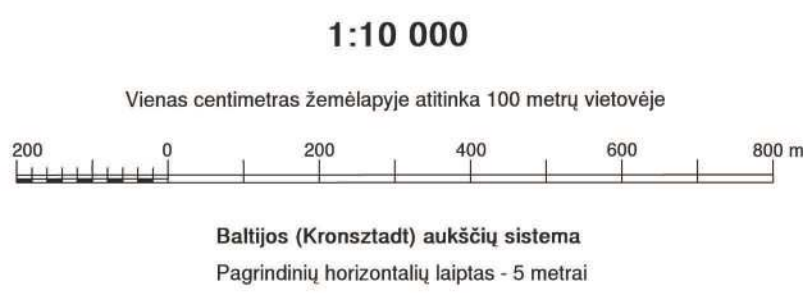 1:10 000
Vienas centimetras žemėlapyje atitinka 100 metrų vietovėje
200 0 200 400 600 800 m
Baltijos (Kronsztadt) aukščių sistema
Pagrindinių horizontalių laiptas - 5 metrai